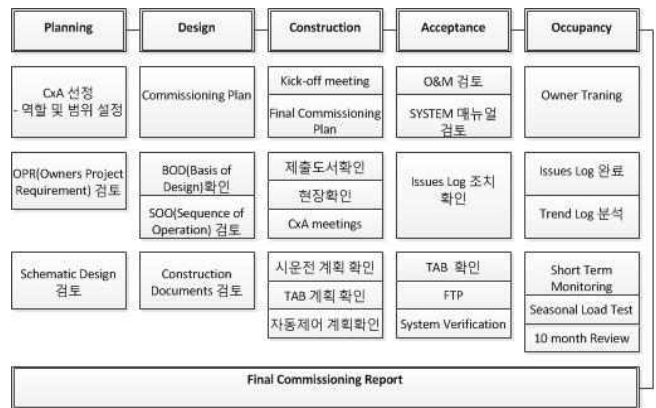 Planning
Design
Construction
Acceptance
Occupancy
CxA 선정
- 역할 및 범위 설정
Commissioning Plan
Kick-off meeting
Final Commissioning
Plan
O&M 검토
SYSTEM 매뉴얼
검토
Owner Traning
OPR(Owners Project
Requirement) 검토
BOD(Basis of
Design)확인
SOO(Sequence of
Operation) 검토
제출도서확인
현장확인
CxA meetings
Issues Log 조치
확인
Issues Log 완료
Trend Log 분석
Schematic Design
검토
Construction
Documents 검토
시운전 계획 확인
TAB 계획 확인
자동제어 계획확인
TAB 확인
FTP
System Verification
Short Term
Monitoring
Seasonal Load Test
10 month Review
Final Commissioning Report